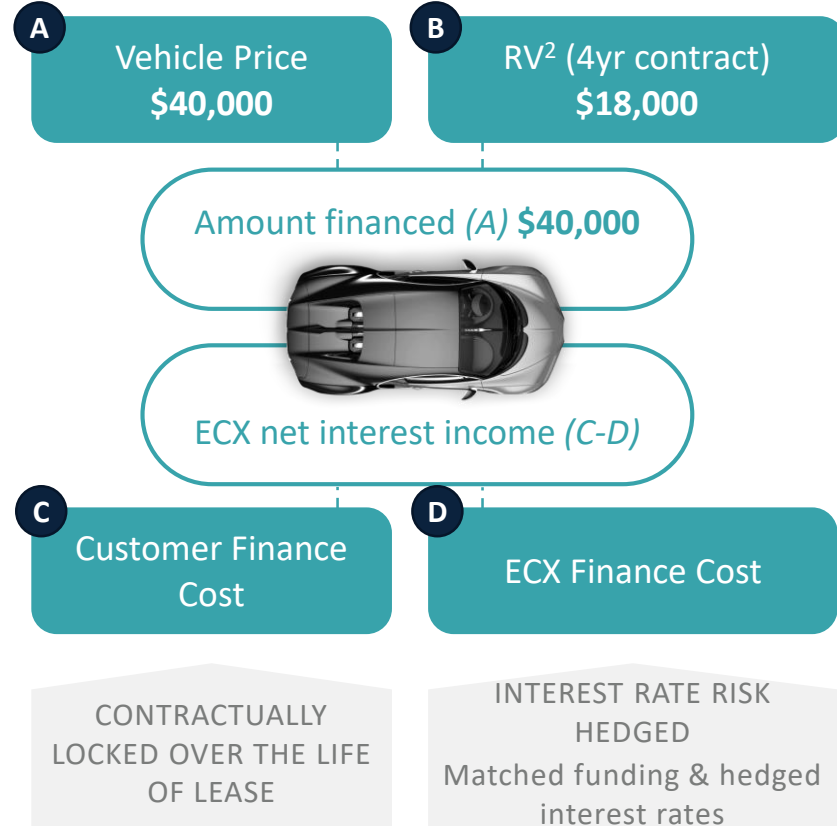 A
Vehicle Price
$40,000
B
RV² (4yr contract)
$18,000
Amount financed (A) $40,000
ECX net interest income (C-D)
C
Customer Finance
Cost
D
ECX Finance Cost
CONTRACTUALLY
LOCKED OVER THE LIFE
OF LEASE
INTEREST RATE RISK
HEDGED
Matched funding & hedged
interest rates